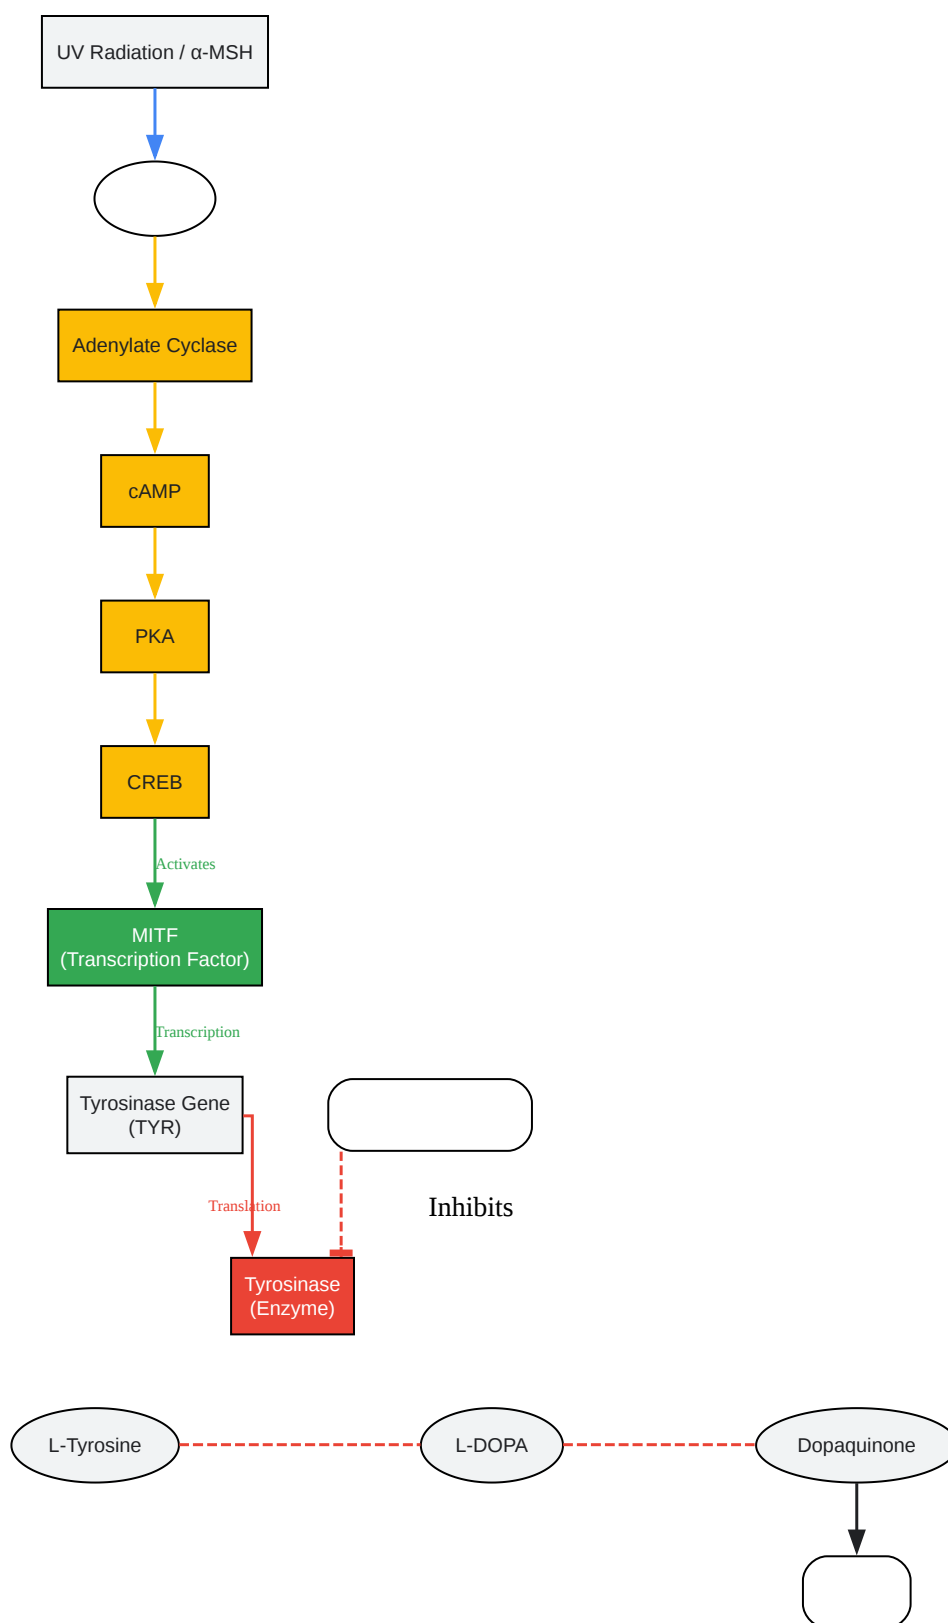 UV Radiation / α-MSH
Adenylate Cyclase
cAMP
PKA
CREB
Activates
MITF
(Transcription Factor)
Transcription
Tyrosinase Gene
(TYR)
Translation
Inhibits
Tyrosinase
(Enzyme)
L-Tyrosine
L-DOPA
Dopaquinone